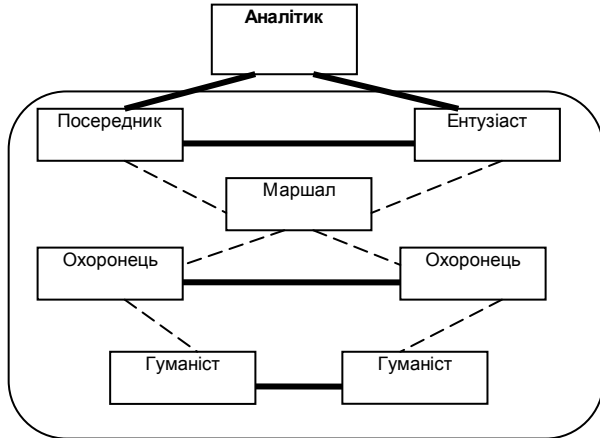 Аналітик
Посередник
Ентузіаст
Маршал
Охоронець
Охоронець
Гуманіст
Гуманіст